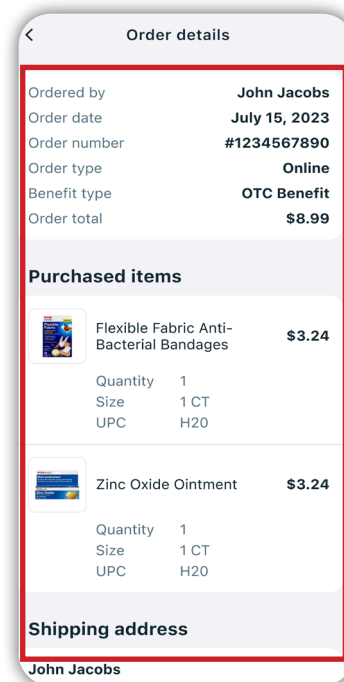 Order details
Ordered by John Jacobs
Order date July 15, 2023
Order number #1234567890
Order type Online
Benefit type OTC Benefit
Order total $8.99
Purchased items
Flexible Fabric Anti-
Bacterial Bandages $3.24
Quantity 1
Size 1 CT
UPC H20
Zinc Oxide Ointment $3.24
Quantity 1
Size 1 CT
UPC H20
Shipping address
John Jacobs